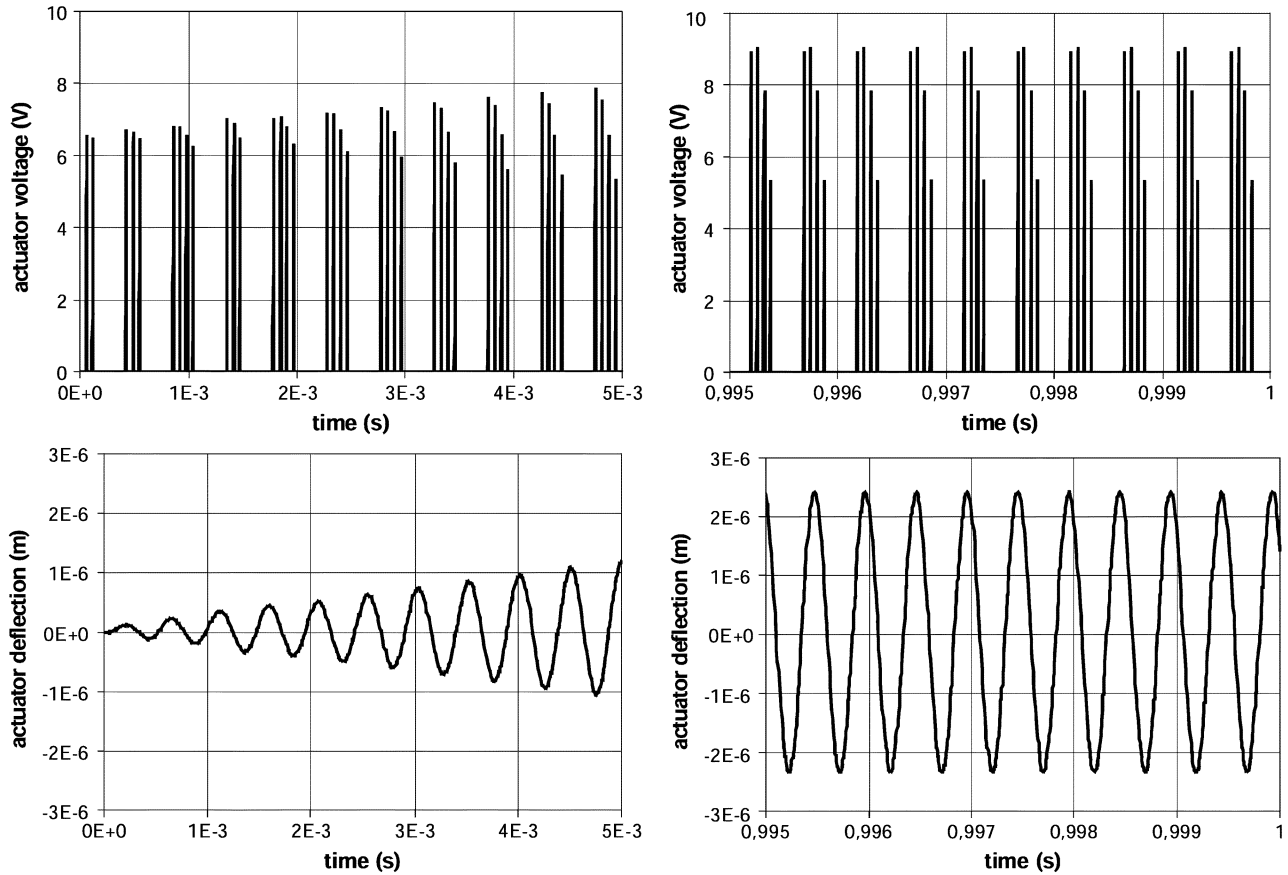 10
8
6
4
2
0
actuator voltage (V)
0E+0 1E-3 2E-3 3E-3 4E-3 5E-3
time (s)
10
8
6
4
2
0
actuator voltage (V)
0,995 0,996 0,997 0,998 0,999 1
time (s)
3E-6
2E-6
1E-6
0E+0
-1E-6
-2E-6
-3E-6
actuator deflection (m)
0E+0 1E-3 2E-3 3E-3 4E-3 5E-3
time (s)
3E-6
2E-6
1E-6
0E+0
-1E-6
-2E-6
-3E-6
actuator deflection (m)
0,995 0,996 0,997 0,998 0,999 1
time (s)